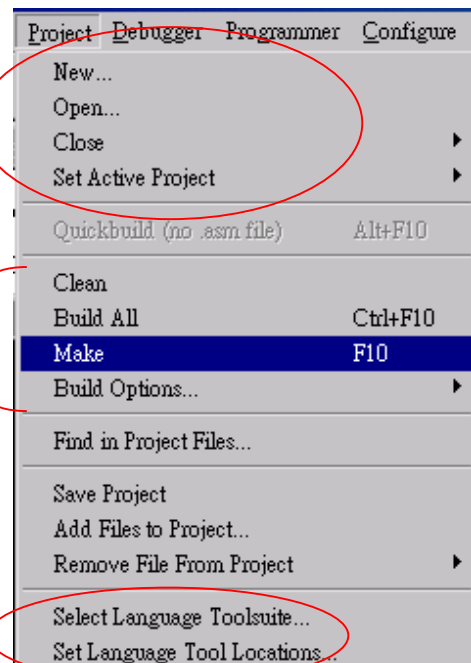 Project Debugger Programmer Configure
New...
Open...
Close
Set Active Project
Quickbuild (no .asm file) Alt+F10
Clean
Build All Ctrl+F10
Make F10
Build Options...
Find in Project Files...
Save Project
Add Files to Project...
Remove File From Project
Select Language Toolsuite...
Set Language Tool Locations...